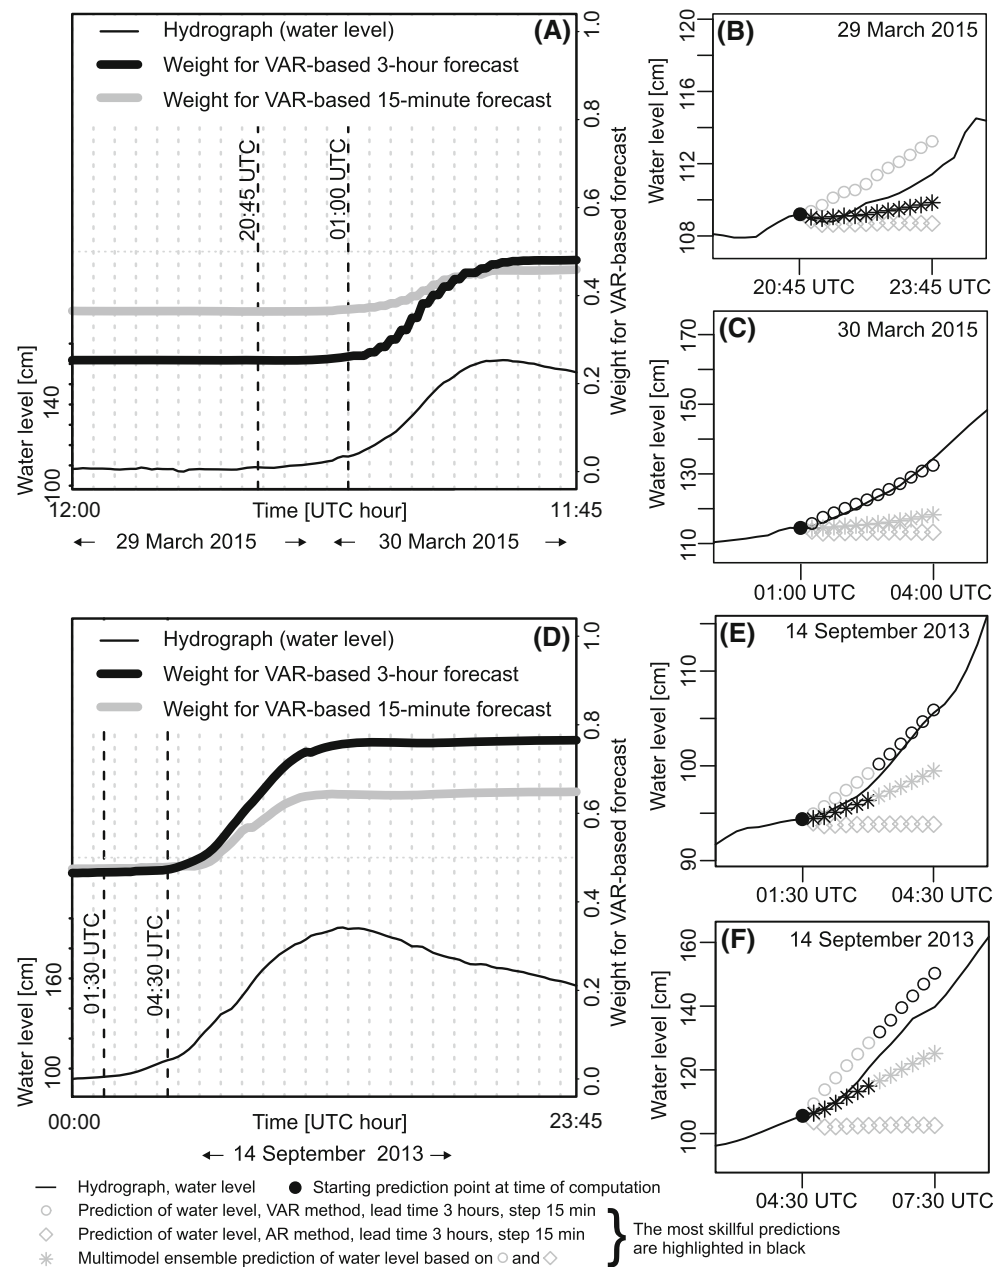 (A)
Hydrograph (water level)
Weight for VAR-based 3-hour forecast
Weight for VAR-based 15-minute forecast
20:45 UTC
01:00 UTC
Water level [cm]
100
140
0.0
0.2
0.4
0.6
0.8
1.0
Weight for VAR-based forecast
12:00
Time [UTC hour]
11:45
29 March 2015
30 March 2015
(B)
29 March 2015
Water level [cm]
120
116
112
108
20:45 UTC
23:45 UTC
(C)
30 March 2015
Water level [cm]
170
150
130
110
01:00 UTC
04:00 UTC
(D)
Hydrograph (water level)
Weight for VAR-based 3-hour forecast
Weight for VAR-based 15-minute forecast
01:30 UTC
04:30 UTC
Water level [cm]
100
160
0.0
0.2
0.4
0.6
0.8
1.0
Weight for VAR-based forecast
00:00
Time [UTC hour]
23:45
14 September 2013
(E)
14 September 2013
Water level [cm]
110
100
90
01:30 UTC
04:30 UTC
(F)
14 September 2013
Water level [cm]
160
140
120
100
04:30 UTC
07:30 UTC
Hydrograph, water level
Starting prediction point at time of computation
Prediction of water level, VAR method, lead time 3 hours, step 15 min
Prediction of water level, AR method, lead time 3 hours, step 15 min
Multimodel ensemble prediction of water level based on and
The most skillful predictions
are highlighted in black